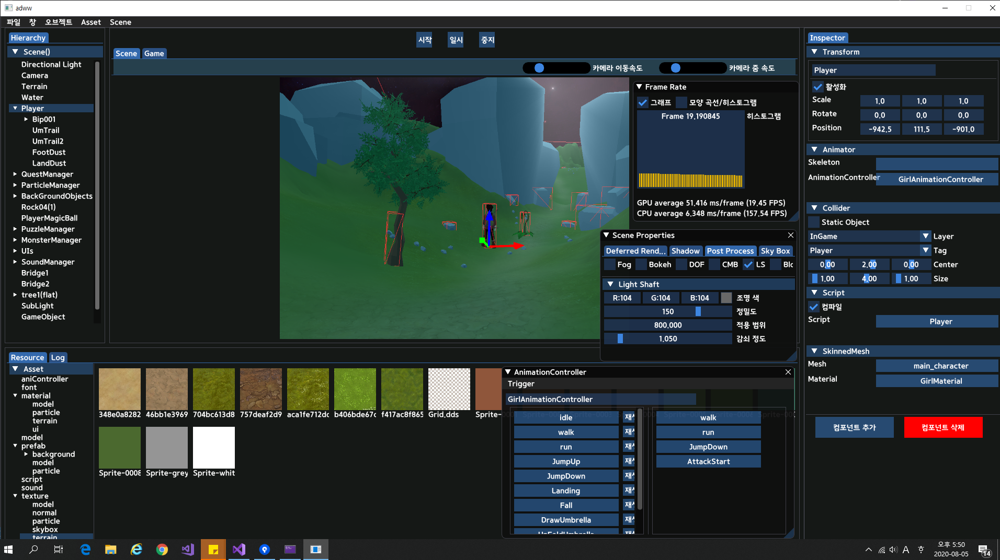 adww
파일 창 오브젝트 Asset Scene
Hierarchy
Scene()
Directional Light
Camera
Terrain
Water
Player
Bip001
UmTrail
UmTrail2
FootDust
LandDust
QuestManager
ParticleManager
BackGroundObjects
Rock04(1)
PlayerMagicBall
PuzzleManager
MonsterManager
UIs
SoundManager
Bridge1
Bridge2
tree1(flat)
SubLight
GameObject
시작 일시 중지
Scene Game
카메라 이동속도 카메라 줌 속도
Frame Rate
그래프 모양 곡선/히스토그램
Frame 19.190845 히스토그램
GPU average 51.416 ms/frame (19.45 FPS)
CPU average 6.348 ms/frame (157.54 FPS)
Scene Properties
Deferred Rend... Shadow Post Process Sky Box
Fog Bokeh DOF CMB LS Blo
Light Shaft
R:104 G:104 B:104 조명 색
150 정밀도
800.000 적용 범위
1.050 감쇠 정도
Inspector
Transform
Player
활성화
Scale 1.0 1.0 1.0
Rotate 0.0 0.0 0.0
Position -942.5 111.5 -901.0
Animator
Skeleton
AnimationController GirlAnimationController
Collider
Static Object
InGame Layer
Player Tag
0.00 2.00 0.00 Center
1.00 4.00 1.00 Size
Script
컴파일
Script Player
SkinnedMesh
Mesh main_character
Material GirlMaterial
컴포넌트 추가 컴포넌트 삭제
Resource Log
Asset
aniController
font
material
model
particle
terrain
ui
model
prefab
background
model
particle
script
sound
texture
model
normal
particle
skybox
terrain
348e0a8282 46bb1e3969 704bc613d8 757deaf2d9 aca1fe712dc b406bde67c f417ac8f865 Grid.dds Sprite-
Sprite-0008 Sprite-grey Sprite-whit
AnimationController
Trigger
GirlAnimationController
idle 재생
walk 재생
run 재생
JumpUp 재생
JumpDown 재생
Landing 재생
Fall 재생
DrawUmbrella 재생
UnFoldUmbrella
walk
run
JumpDown
AttackStart
A 오후 5:50
2020-08-05
14